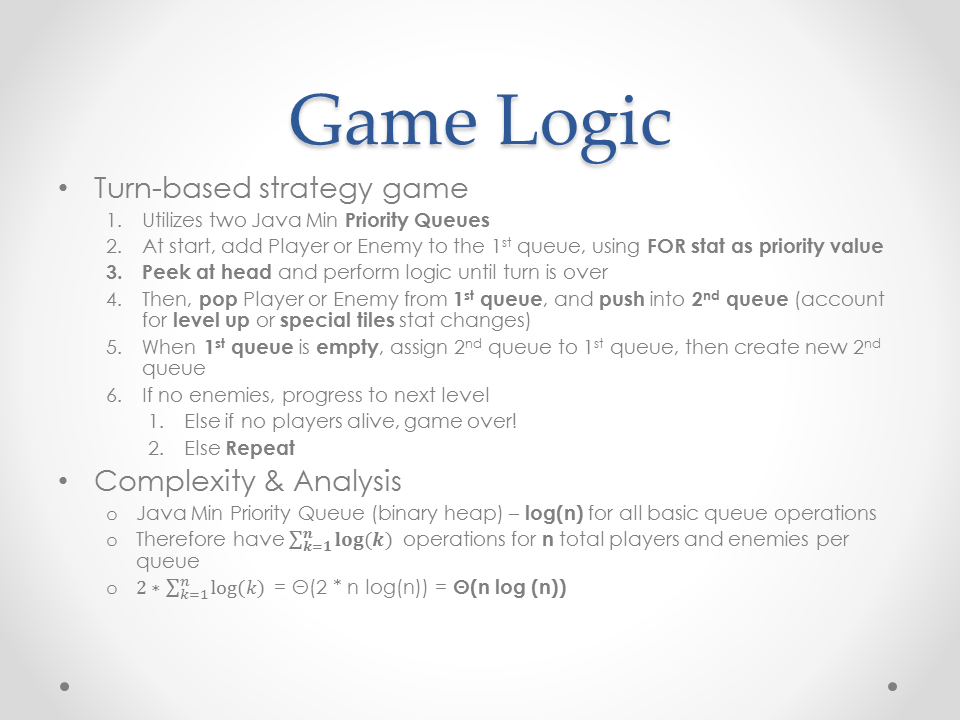 Game Logic
• Turn-based strategy game
1. Utilizes two Java Min Priority Queues
2. At start, add Player or Enemy to the 1st queue, using FOR stat as priority value
3. Peek at head and perform logic until turn is over
4. Then, pop Player or Enemy from 1st queue, and push into 2nd queue (account
for level up or special tiles stat changes)
5. When 1st queue is empty, assign 2nd queue to 1st queue, then create new 2nd
queue
6. If no enemies, progress to next level
1. Else if no players alive, game over!
2. Else Repeat
• Complexity & Analysis
o Java Min Priority Queue (binary heap) – log(n) for all basic queue operations
o Therefore have ∑ₖ₌₁ⁿ log(k) operations for n total players and enemies per
queue
o 2 * ∑ₖ₌₁ⁿ log(k) = Θ(2 * n log(n)) = Θ(n log (n))